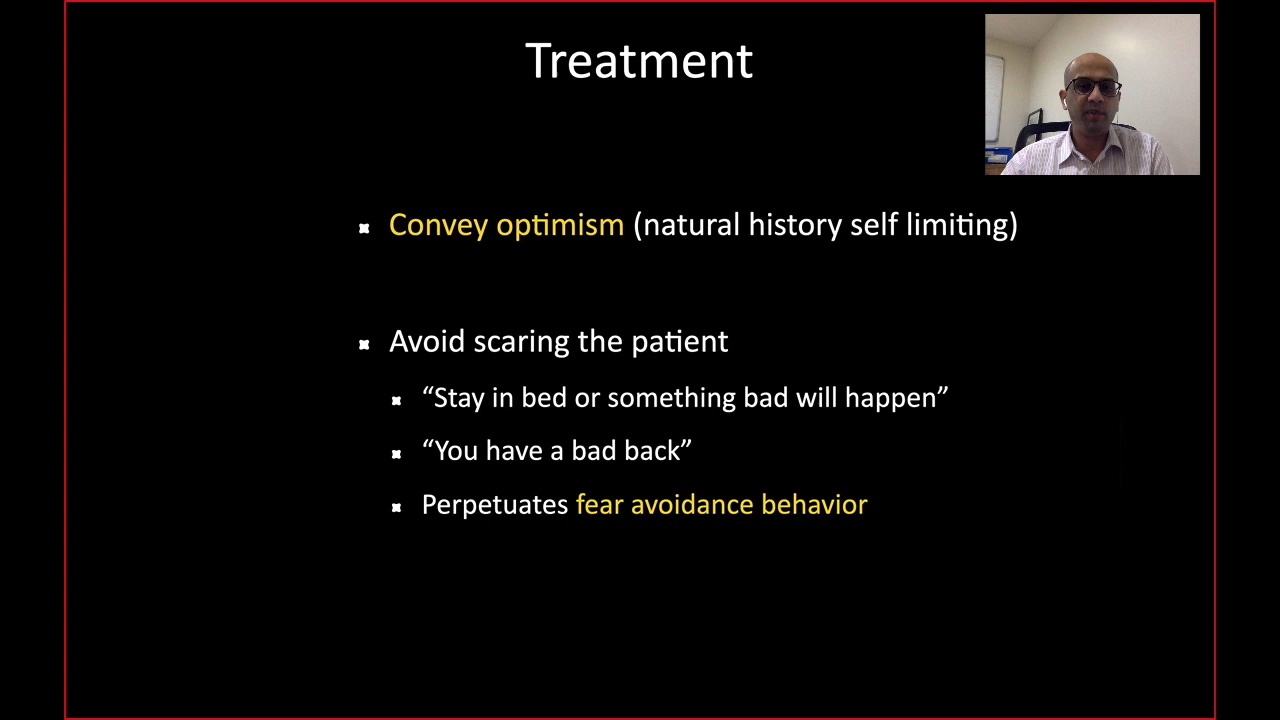 Treatment
Convey optimism (natural history self limiting)
Avoid scaring the patient
“Stay in bed or something bad will happen”
“You have a bad back”
Perpetuates fear avoidance behavior